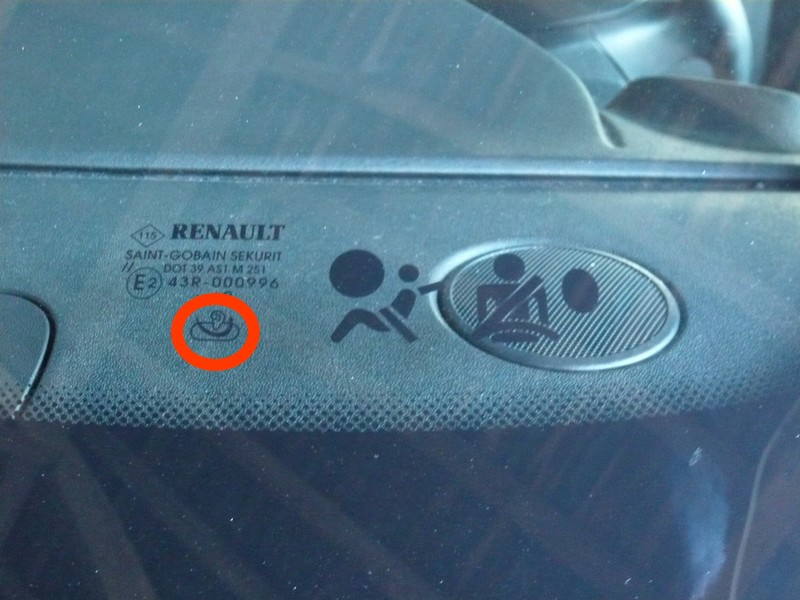 115 RENAULT
SAINT-GOBAIN SEKURIT
DOT 39 AS1 M 251
E2 43R-000996